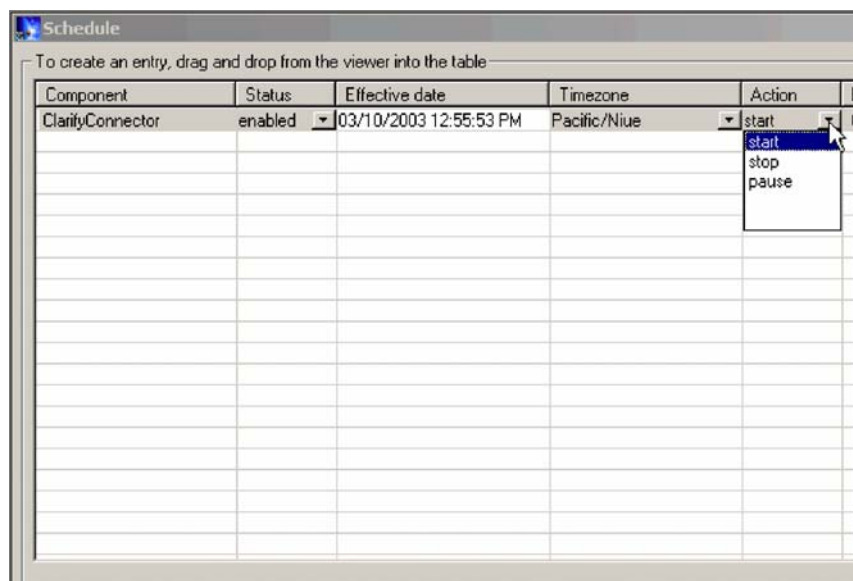 Schedule
To create an entry, drag and drop from the viewer into the table
Component Status Effective date Timezone Action
ClarifyConnector enabled 03/10/2003 12:55:53 PM Pacific/Niue start
start
stop
pause